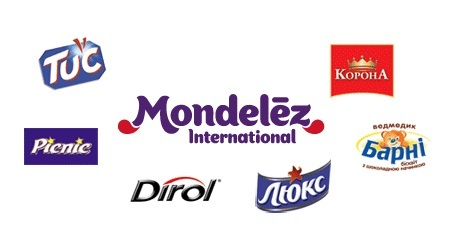 TUC
КОРОНА
Mondelēz
International
Picnic
ведмедик
Барні
бісквіт
з шоколадною начинкою
Dirol
ЛЮКС